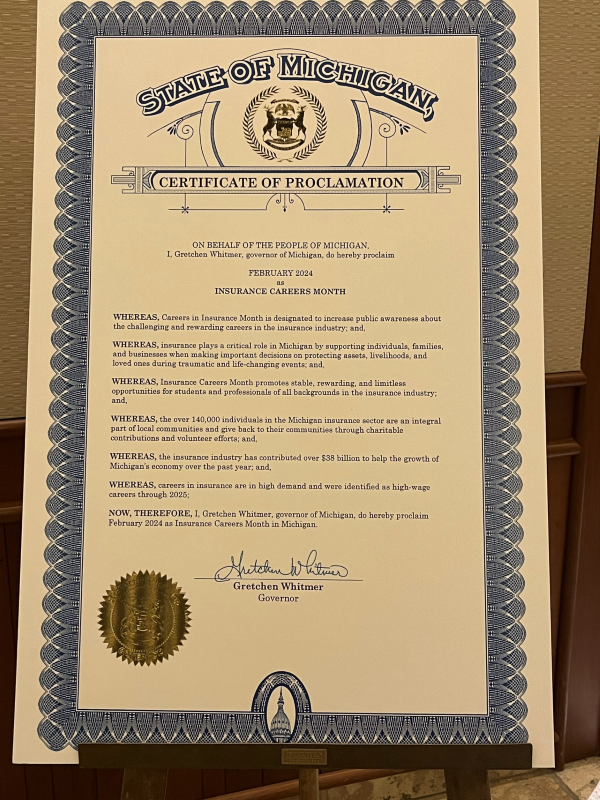 STATE OF MICHIGAN,
CERTIFICATE OF PROCLAMATION
ON BEHALF OF THE PEOPLE OF MICHIGAN,
I, Gretchen Whitmer, governor of Michigan, do hereby proclaim
FEBRUARY 2024
as
INSURANCE CAREERS MONTH
WHEREAS, Careers in Insurance Month is designated to increase public awareness about
the challenging and rewarding careers in the insurance industry; and,
WHEREAS, insurance plays a critical role in Michigan by supporting individuals, families,
and businesses when making important decisions on protecting assets, livelihoods, and
loved ones during traumatic and life-changing events; and,
WHEREAS, Insurance Careers Month promotes stable, rewarding, and limitless
opportunities for students and professionals of all backgrounds in the insurance industry;
and,
WHEREAS, the over 140,000 individuals in the Michigan insurance sector are an integral
part of local communities and give back to their communities through charitable
contributions and volunteer efforts; and,
WHEREAS, the insurance industry has contributed over $38 billion to help the growth of
Michigan's economy over the past year; and,
WHEREAS, careers in insurance are in high demand and were identified as high-wage
careers through 2025;
NOW, THEREFORE, I, Gretchen Whitmer, governor of Michigan, do hereby proclaim
February 2024 as Insurance Careers Month in Michigan.
Gretchen Whitmer
Gretchen Whitmer
Governor